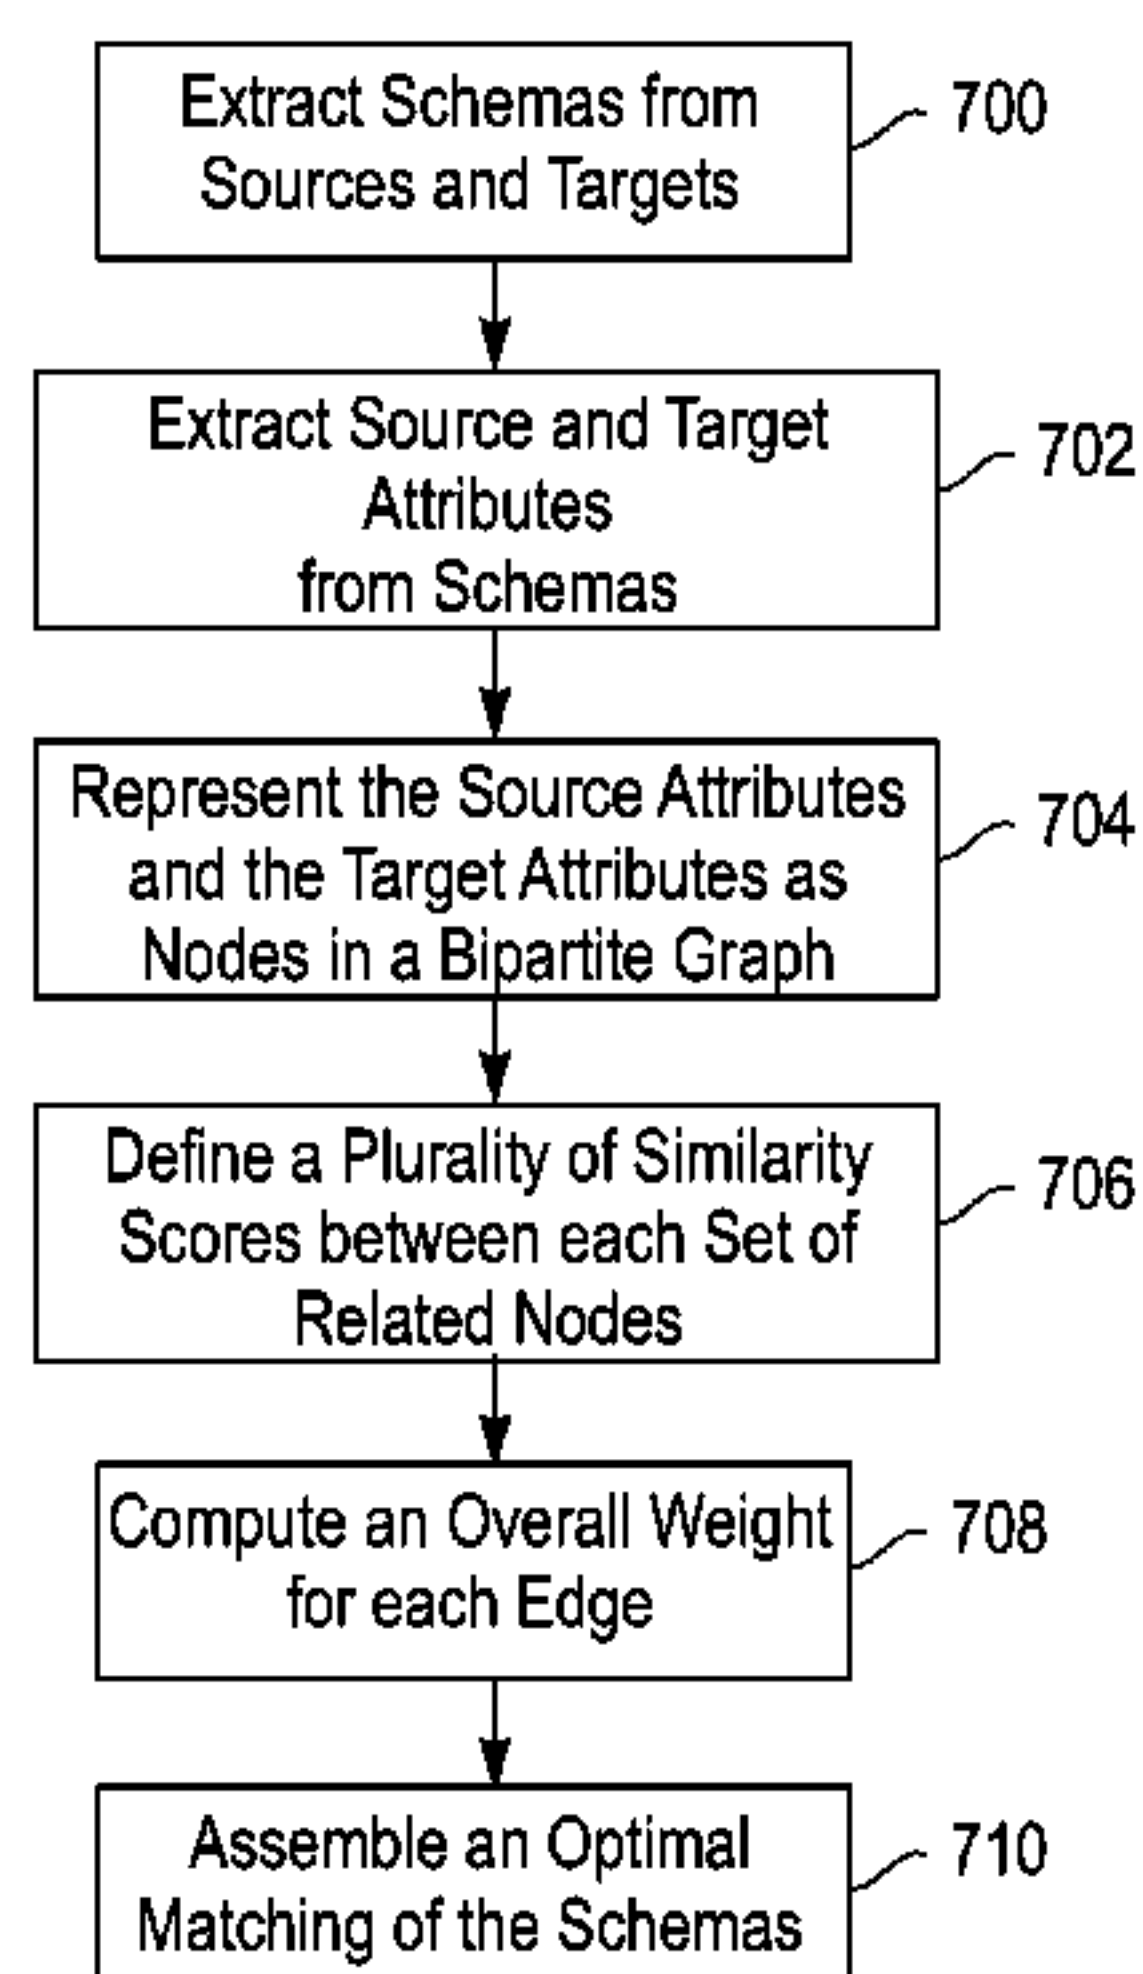 Extract Schemas from
Sources and Targets
700
Extract Source and Target
Attributes
from Schemas
702
Represent the Source Attributes
and the Target Attributes as
Nodes in a Bipartite Graph
704
Define a Plurality of Similarity
Scores between each Set of
Related Nodes
706
Compute an Overall Weight
for each Edge
708
Assemble an Optimal
Matching of the Schemas
710